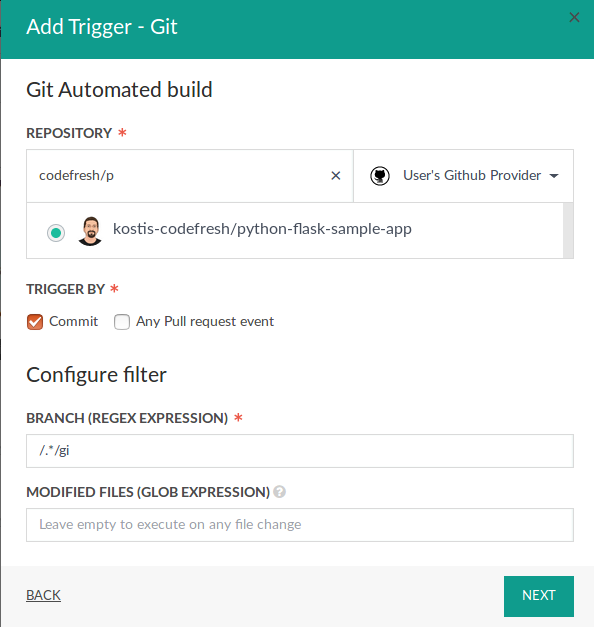 Add Trigger - Git
Git Automated build
REPOSITORY *
codefresh/p
User's Github Provider
kostis-codefresh/python-flask-sample-app
TRIGGER BY *
Commit Any Pull request event
Configure filter
BRANCH (REGEX EXPRESSION) *
/.*/gi
MODIFIED FILES (GLOB EXPRESSION) ?
Leave empty to execute on any file change
BACK NEXT